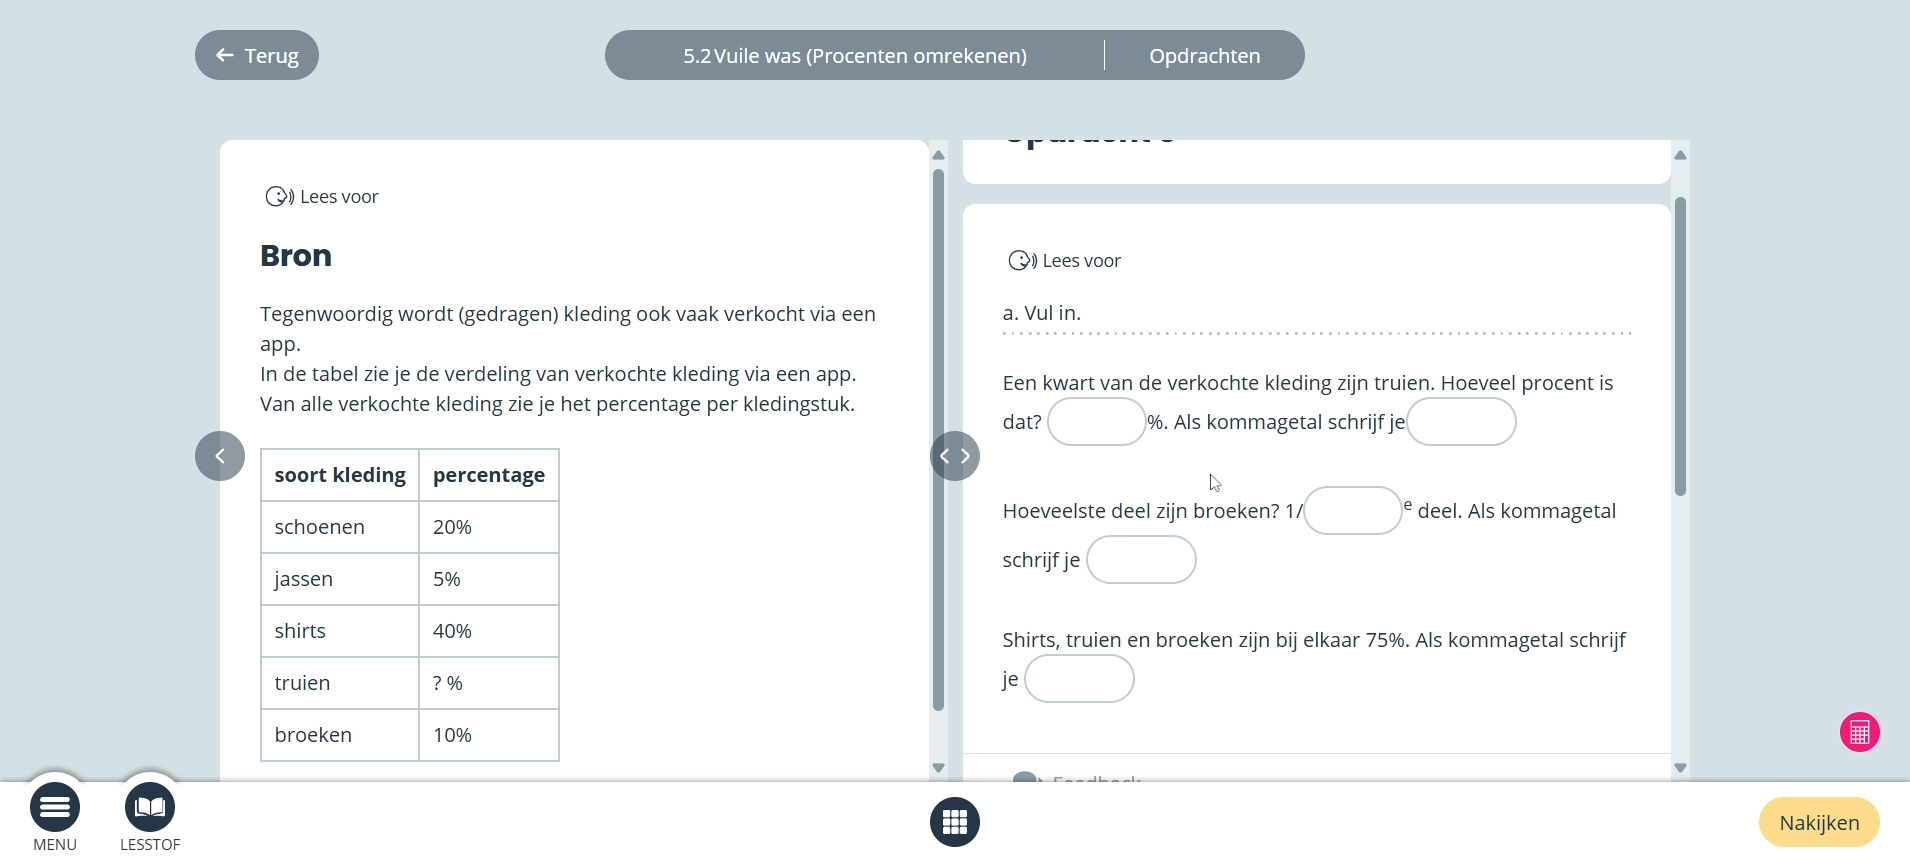 Terug
5.2 Vuile was (Procenten omrekenen)
Opdrachten
Lees voor
Bron
Tegenwoordig wordt (gedragen) kleding ook vaak verkocht via een
app.
In de tabel zie je de verdeling van verkochte kleding via een app.
Van alle verkochte kleding zie je het percentage per kledingstuk.
soort kleding percentage
schoenen 20%
jassen 5%
shirts 40%
truien ? %
broeken 10%
Lees voor
a. Vul in.
Een kwart van de verkochte kleding zijn truien. Hoeveel procent is
dat? %. Als kommagetal schrijf je
Hoeveelste deel zijn broeken? 1/ e deel. Als kommagetal
schrijf je
Shirts, truien en broeken zijn bij elkaar 75%. Als kommagetal schrijf
je
Feedback
MENU
LESSTOF
Nakijken